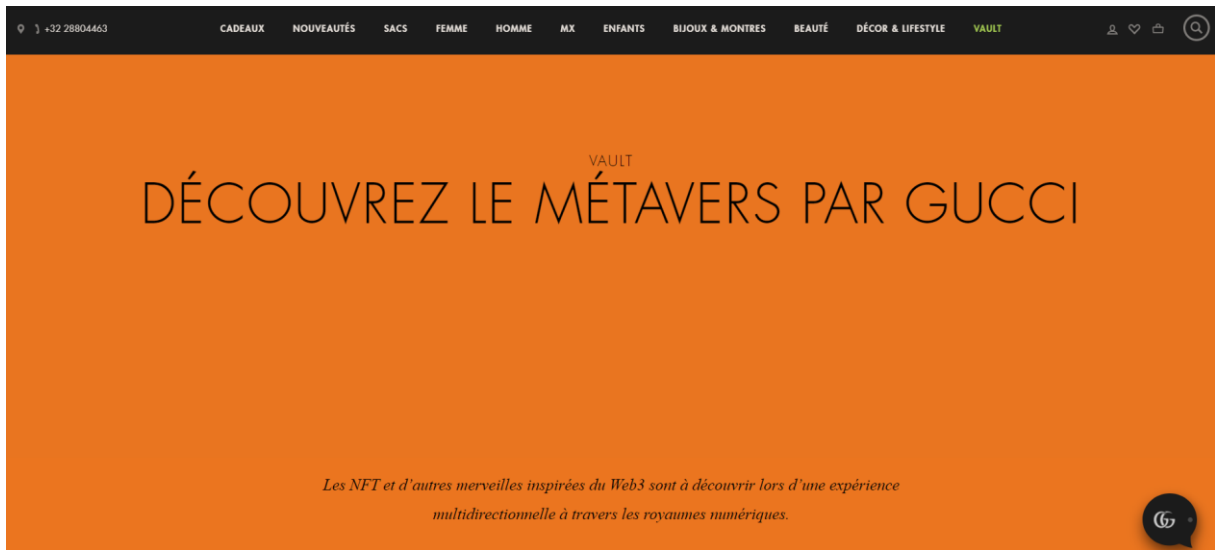 +32 28804463 CADEAUX NOUVEAUTÉS SACS FEMME HOMME MX ENFANTS BIJOUX & MONTRES BEAUTÉ DÉCOR & LIFESTYLE VAULT
VAULT
DÉCOUVREZ LE MÉTAVERS PAR GUCCI
Les NFT et d'autres merveilles inspirées du Web3 sont à découvrir lors d'une expérience
multidirectionnelle à travers les royaumes numériques.
GG